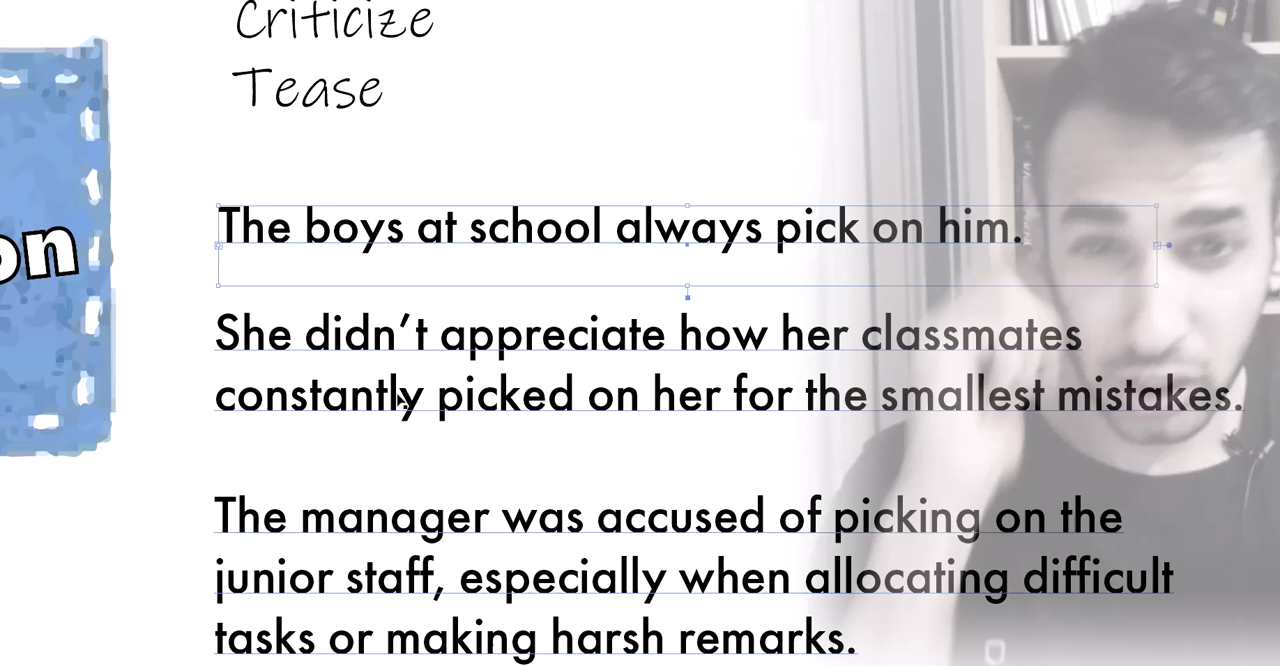 Criticize
Tease
on
The boys at school always pick on him.
She didn’t appreciate how her classmates
constantly picked on her for the smallest mistakes.
The manager was accused of picking on the
junior staff, especially when allocating difficult
tasks or making harsh remarks.